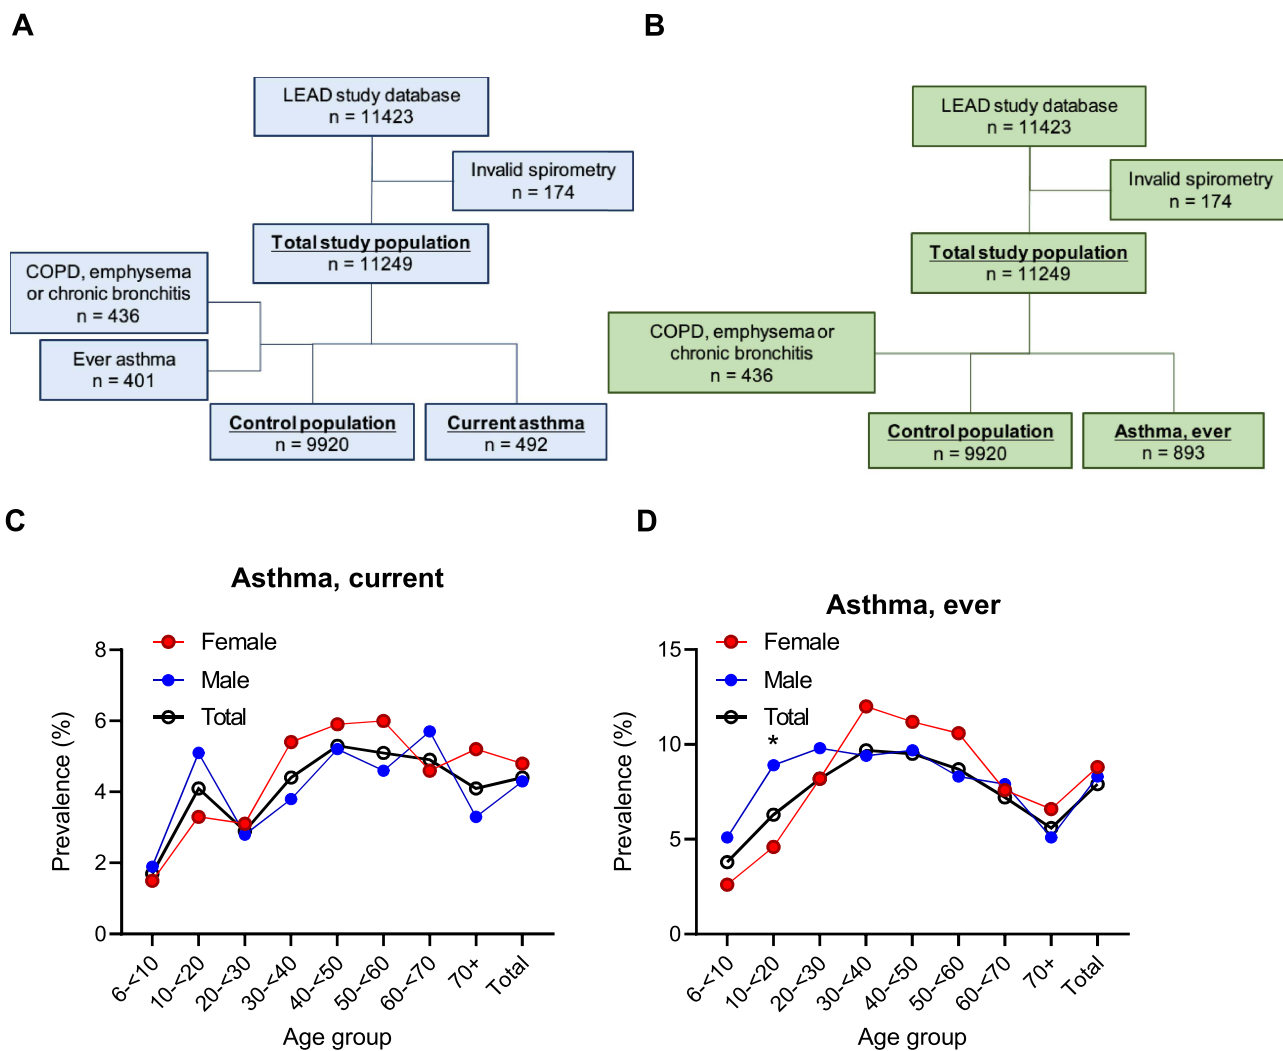 A
LEAD study database
n = 11423
Invalid spirometry
n = 174
Total study population
n = 11249
COPD, emphysema
or chronic bronchitis
n = 436
Ever asthma
n = 401
Control population
n = 9920
Current asthma
n = 492
B
LEAD study database
n = 11423
Invalid spirometry
n = 174
Total study population
n = 11249
COPD, emphysema or
chronic bronchitis
n = 436
Control population
n = 9920
Asthma, ever
n = 893
C
Asthma, current
Female
Male
Total
Prevalence (%)
8
6
4
2
0
6-<10
10-<20
20-<30
30-<40
40-<50
50-<60
60-<70
70+
Total
Age group
D
Asthma, ever
Female
Male
Total
*
Prevalence (%)
15
10
5
0
6-<10
10-<20
20-<30
30-<40
40-<50
50-<60
60-<70
70+
Total
Age group